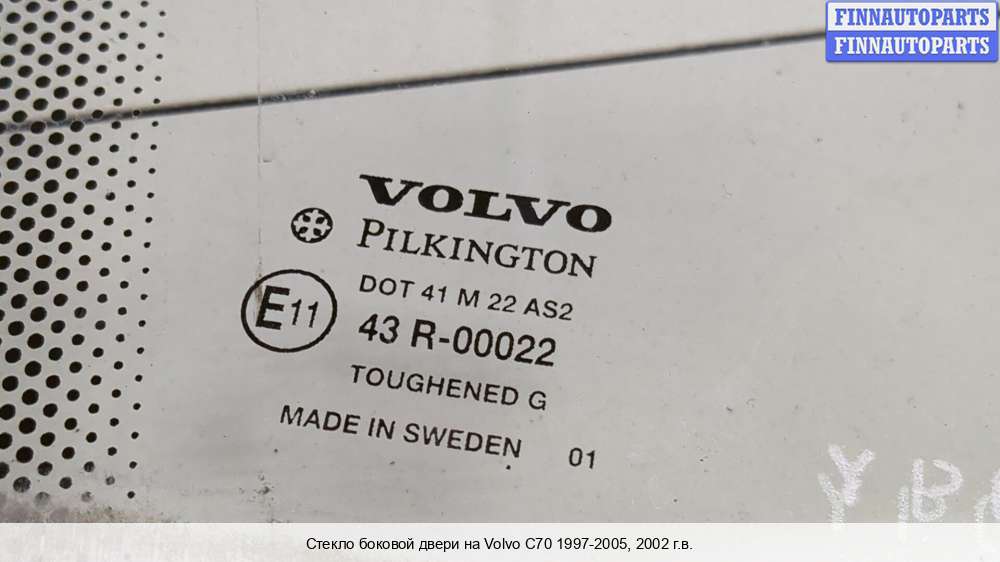 FINNAUTOPARTS
FINNAUTOPARTS
VOLVO
PILKINGTON
DOT 41 M 22 AS2
E11
43 R-00022
TOUGHENED G
MADE IN SWEDEN 01
Стекло боковой двери на Volvo C70 1997-2005, 2002 г.в.